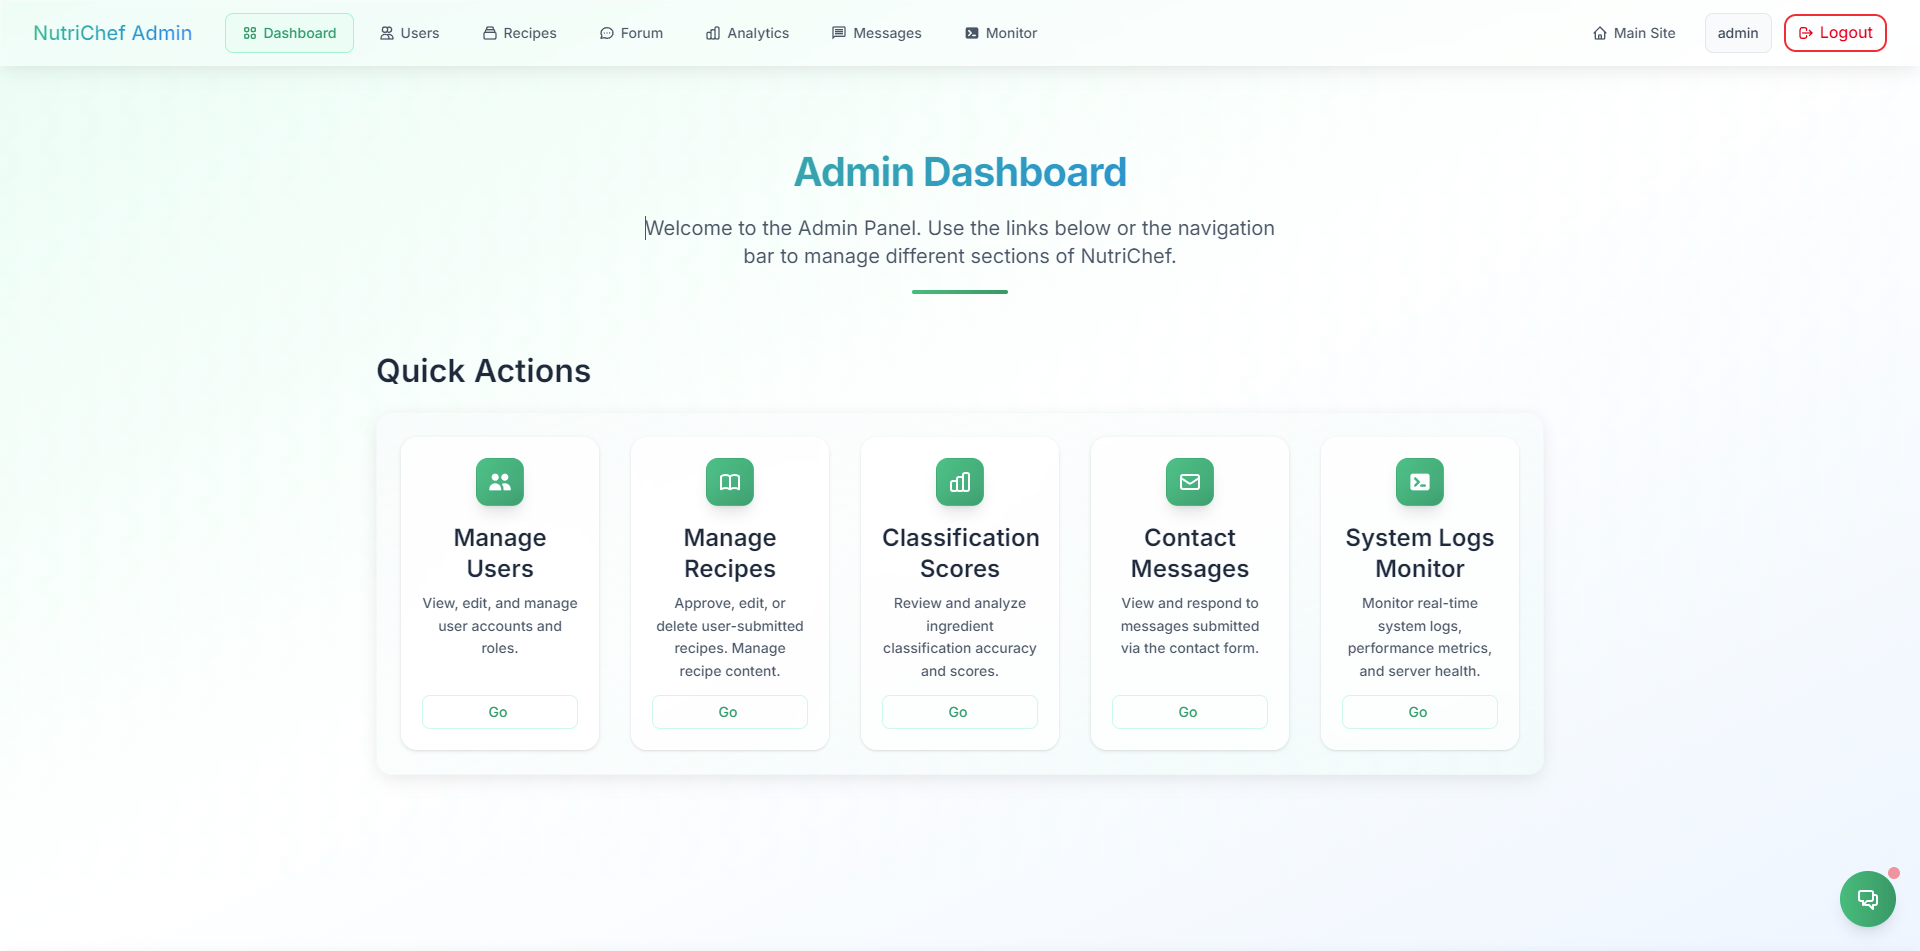 NutriChef Admin
Dashboard
Users
Recipes
Forum
Analytics
Messages
Monitor
Main Site
admin
Logout
Admin Dashboard
Welcome to the Admin Panel. Use the links below or the navigation
bar to manage different sections of NutriChef.
Quick Actions
Manage
Users
View, edit, and manage
user accounts and
roles.
Go
Manage
Recipes
Approve, edit, or
delete user-submitted
recipes. Manage
recipe content.
Go
Classification
Scores
Review and analyze
ingredient
classification accuracy
and scores.
Go
Contact
Messages
View and respond to
messages submitted
via the contact form.
Go
System Logs
Monitor
Monitor real-time
system logs,
performance metrics,
and server health.
Go